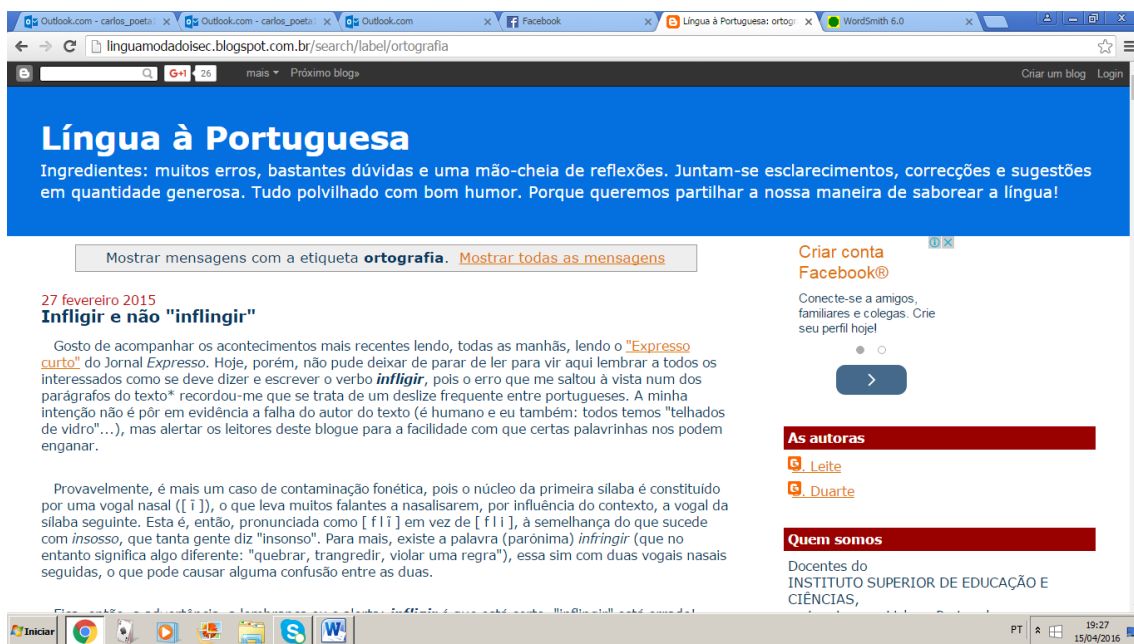 Outlook.com - carlos_poeta
Outlook.com - carlos_poeta
Outlook.com
Facebook
Língua à Portuguesa: ortog
WordSmith 6.0
linguamodadoisec.blogspot.com.br/search/label/ortografia
G+1 26 mais Próximo blog» Criar um blog Login
Língua à Portuguesa
Ingredientes: muitos erros, bastantes dúvidas e uma mão-cheia de reflexões. Juntam-se esclarecimentos, correcções e sugestões
em quantidade generosa. Tudo polvilhado com bom humor. Porque queremos partilhar a nossa maneira de saborear a língua!
Mostrar mensagens com a etiqueta ortografia. Mostrar todas as mensagens
27 fevereiro 2015
Infligir e não "inflingir"
Gosto de acompanhar os acontecimentos mais recentes lendo, todas as manhãs, lendo o "Expresso
curto" do Jornal Expresso. Hoje, porém, não pude deixar de parar de ler para vir aqui lembrar a todos os
interessados como se deve dizer e escrever o verbo infligir, pois o erro que me saltou à vista num dos
parágrafos do texto* recordou-me que se trata de um deslize frequente entre portugueses. A minha
intenção não é pôr em evidência a falha do autor do texto (é humano e eu também: todos temos "telhados
de vidro"...), mas alertar os leitores deste blogue para a facilidade com que certas palavrinhas nos podem
enganar.
Provavelmente, é mais um caso de contaminação fonética, pois o núcleo da primeira sílaba é constituído
por uma vogal nasal ([ ĩ ]), o que leva muitos falantes a nasalisarem, por influência do contexto, a vogal da
sílaba seguinte. Esta é, então, pronunciada como [ f l ĩ ] em vez de [ f l i ], à semelhança do que sucede
com insosso, que tanta gente diz "insonso". Para mais, existe a palavra (parónima) infringir (que no
entanto significa algo diferente: "quebrar, trangredir, violar uma regra"), essa sim com duas vogais nasais
seguidas, o que pode causar alguma confusão entre as duas.
Criar conta
Facebook®
Conecte-se a amigos,
familiares e colegas. Crie
seu perfil hoje!
As autoras
. Leite
. Duarte
Quem somos
Docentes do
INSTITUTO SUPERIOR DE EDUCAÇÃO E
CIÊNCIAS,
Iniciar
PT
19:27
15/04/2016